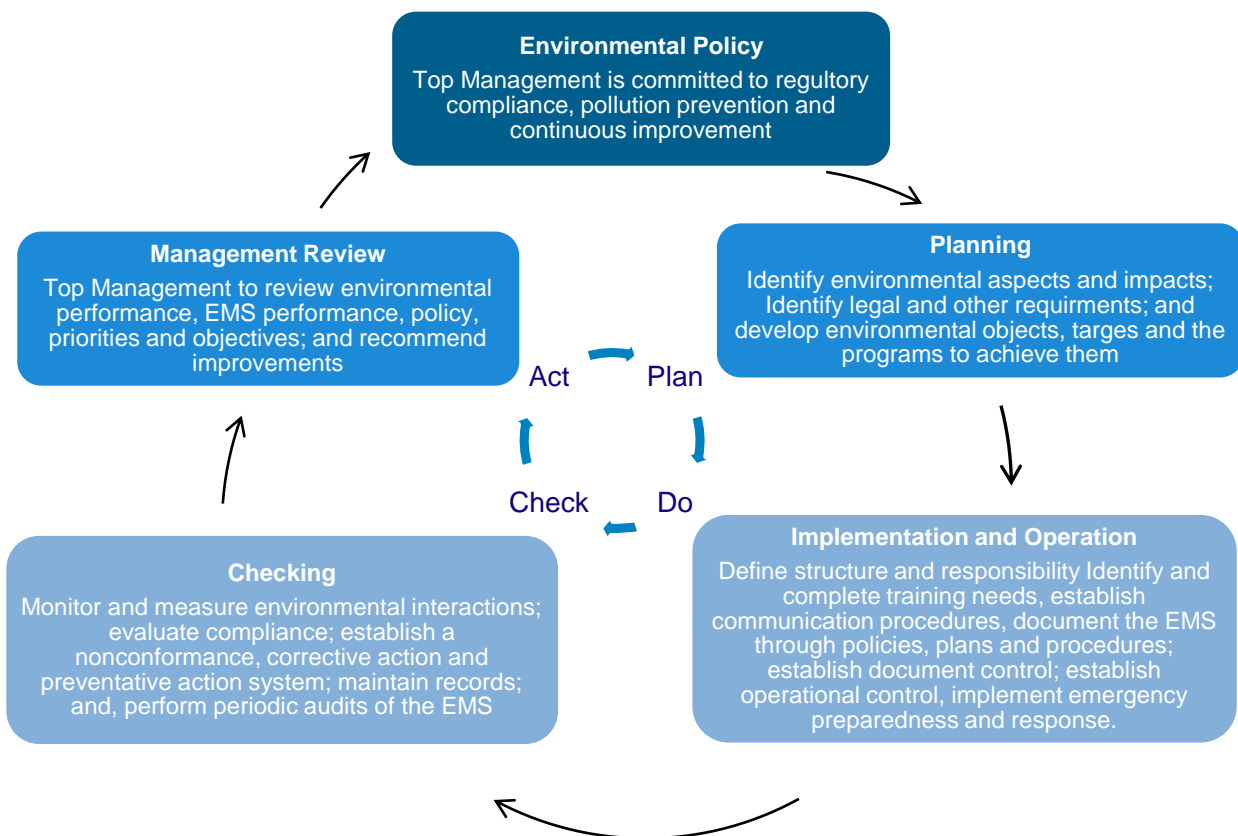 Environmental Policy
Top Management is committed to regultory
compliance, pollution prevention and
continuous improvement
Management Review
Top Management to review environmental
performance, EMS performance, policy,
priorities and objectives; and recommend
improvements
Planning
Identify environmental aspects and impacts;
Identify legal and other requirments; and
develop environmental objects, targes and the
programs to achieve them
Act
Plan
Check
Do
Checking
Monitor and measure environmental interactions;
evaluate compliance; establish a
nonconformance, corrective action and
preventative action system; maintain records;
and, perform periodic audits of the EMS
Implementation and Operation
Define structure and responsibility Identify and
complete training needs, establish
communication procedures, document the EMS
through policies, plans and procedures;
establish document control; establish
operational control, implement emergency
preparedness and response.